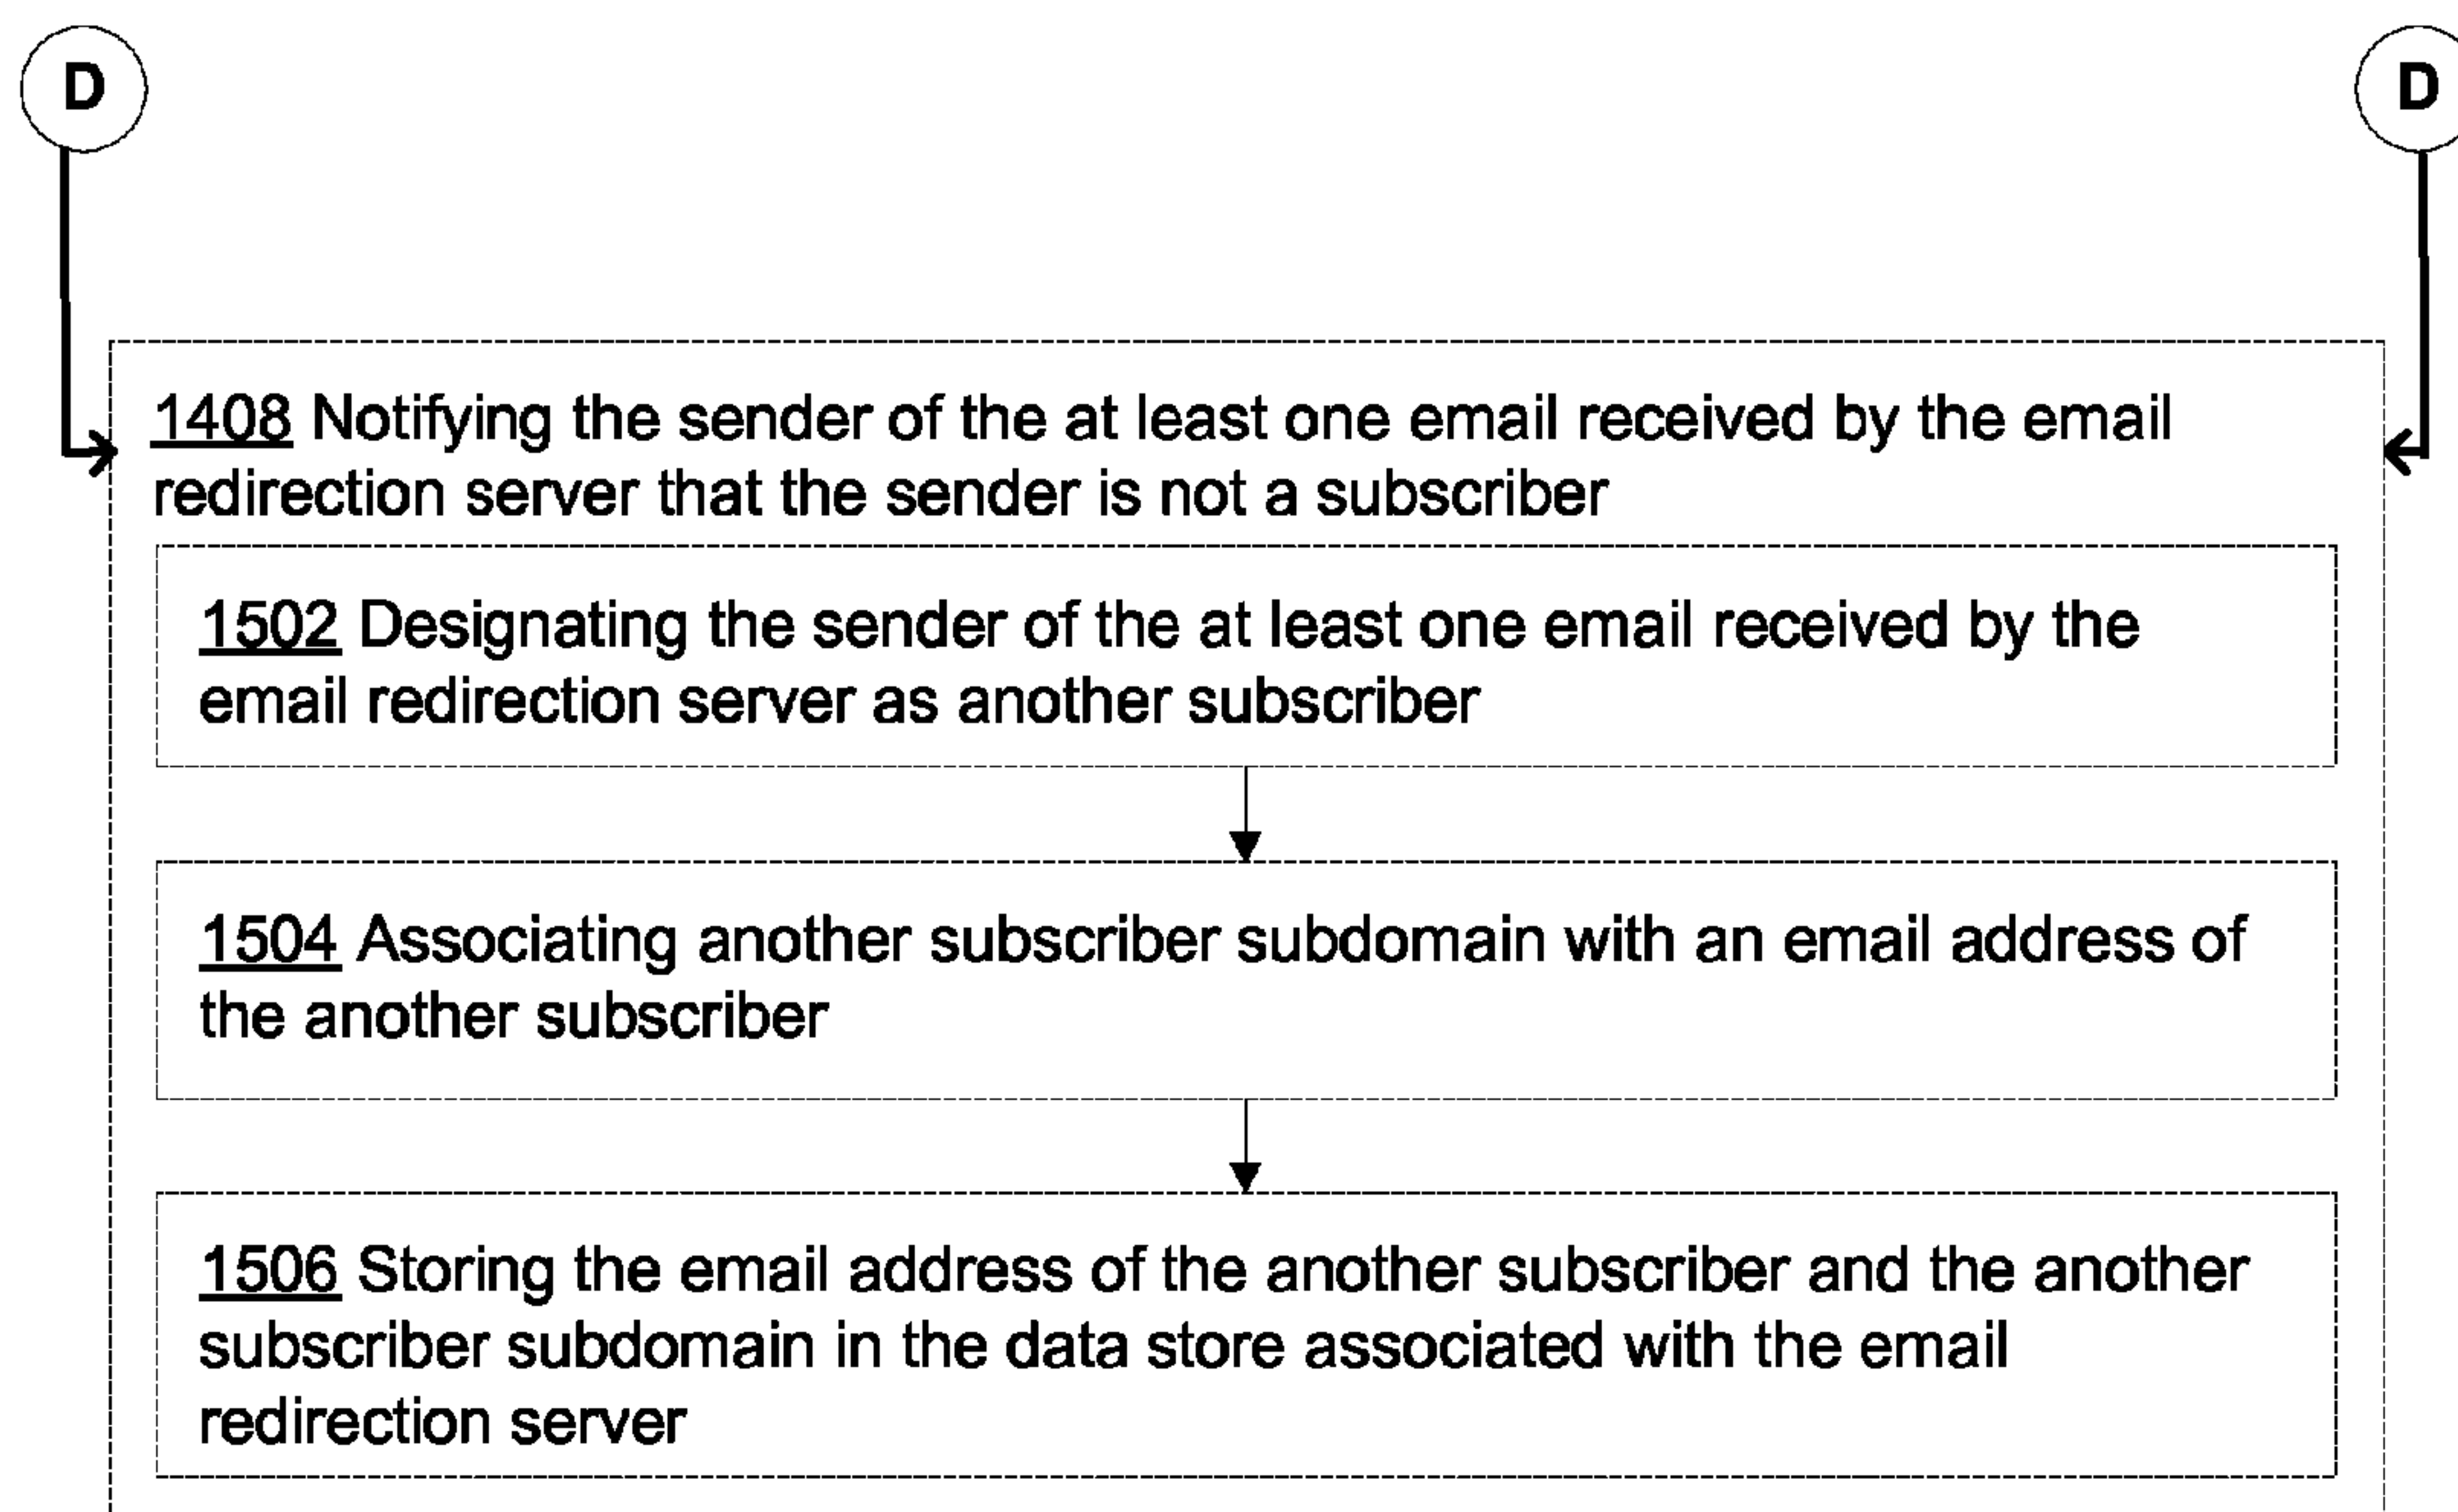 D
D
1408 Notifying the sender of the at least one email received by the email
redirection server that the sender is not a subscriber
1502 Designating the sender of the at least one email received by the
email redirection server as another subscriber
1504 Associating another subscriber subdomain with an email address of
the another subscriber
1506 Storing the email address of the another subscriber and the another
subscriber subdomain in the data store associated with the email
redirection server